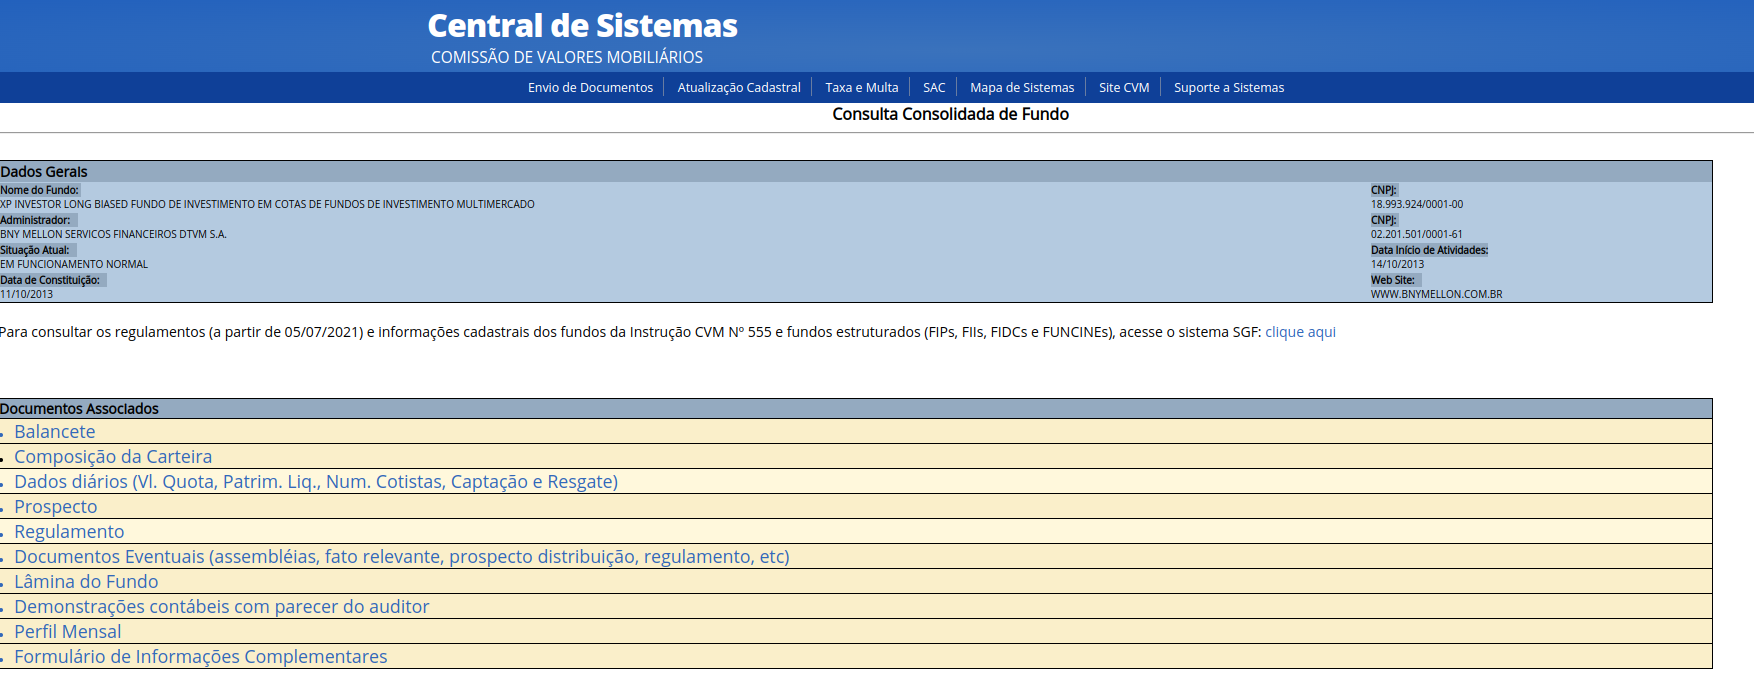 Central de Sistemas
COMISSÃO DE VALORES MOBILIÁRIOS
Envio de Documentos Atualização Cadastral Taxa e Multa SAC Mapa de Sistemas Site CVM Suporte a Sistemas
Consulta Consolidada de Fundo
Dados Gerais
Nome do Fundo: CNPJ:
XP INVESTOR LONG BIASED FUNDO DE INVESTIMENTO EM COTAS DE FUNDOS DE INVESTIMENTO MULTIMERCADO 18.993.924/0001-00
Administrador: CNPJ:
BNY MELLON SERVICOS FINANCEIROS DTVM S.A. 02.201.501/0001-61
Situação Atual: Data Início de Atividades:
EM FUNCIONAMENTO NORMAL 14/10/2013
Data de Constituição: Web Site:
11/10/2013 WWW.BNYMELLON.COM.BR
Para consultar os regulamentos (a partir de 05/07/2021) e informações cadastrais dos fundos da Instrução CVM Nº 555 e fundos estruturados (FIPs, FIIs, FIDCs e FUNCINEs), acesse o sistema SGF: clique aqui
Documentos Associados
Balancete
Composição da Carteira
Dados diários (Vl. Quota, Patrim. Liq., Num. Cotistas, Captação e Resgate)
Prospecto
Regulamento
Documentos Eventuais (assembléias, fato relevante, prospecto distribuição, regulamento, etc)
Lâmina do Fundo
Demonstrações contábeis com parecer do auditor
Perfil Mensal
Formulário de Informações Complementares